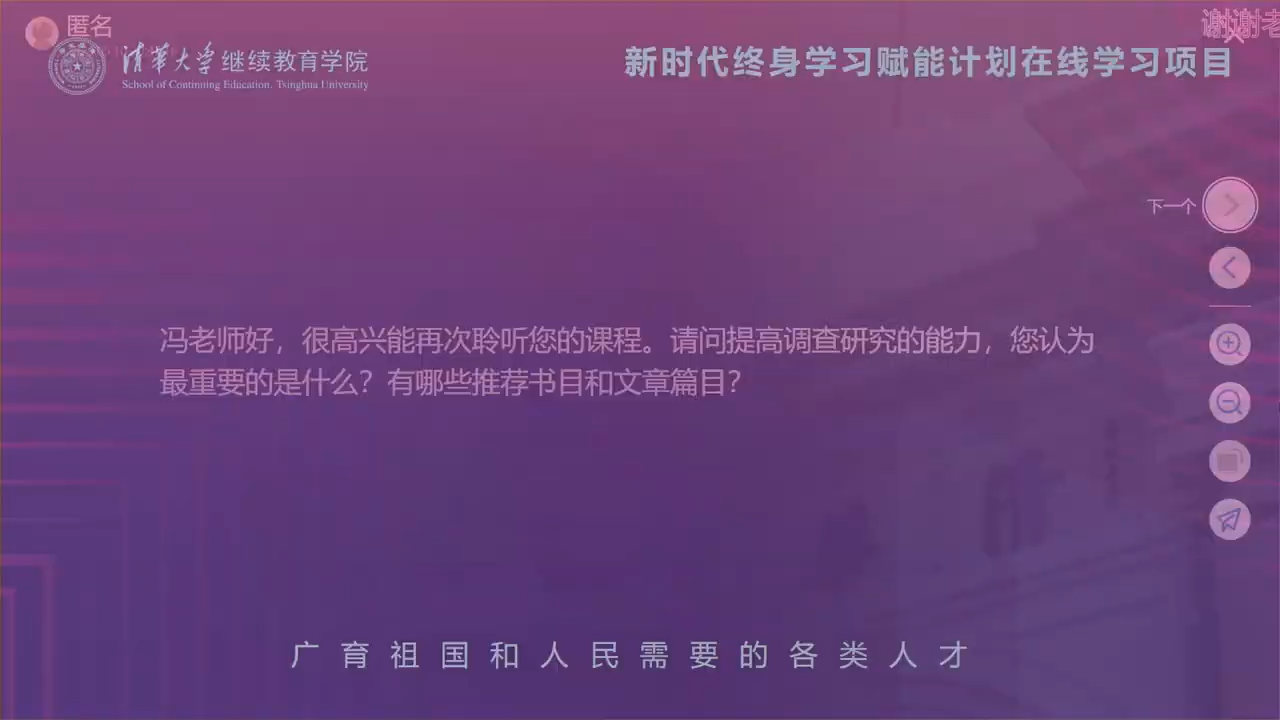 匿名
谢谢老
清华大学继续教育学院
School of Continuing Education, Tsinghua University
新时代终身学习赋能计划在线学习项目
下一个
冯老师好，很高兴能再次聆听您的课程。请问提高调查研究的能力，您认为
最重要的是什么？有哪些推荐书目和文章篇目？
广育祖国和人民需要的各类人才